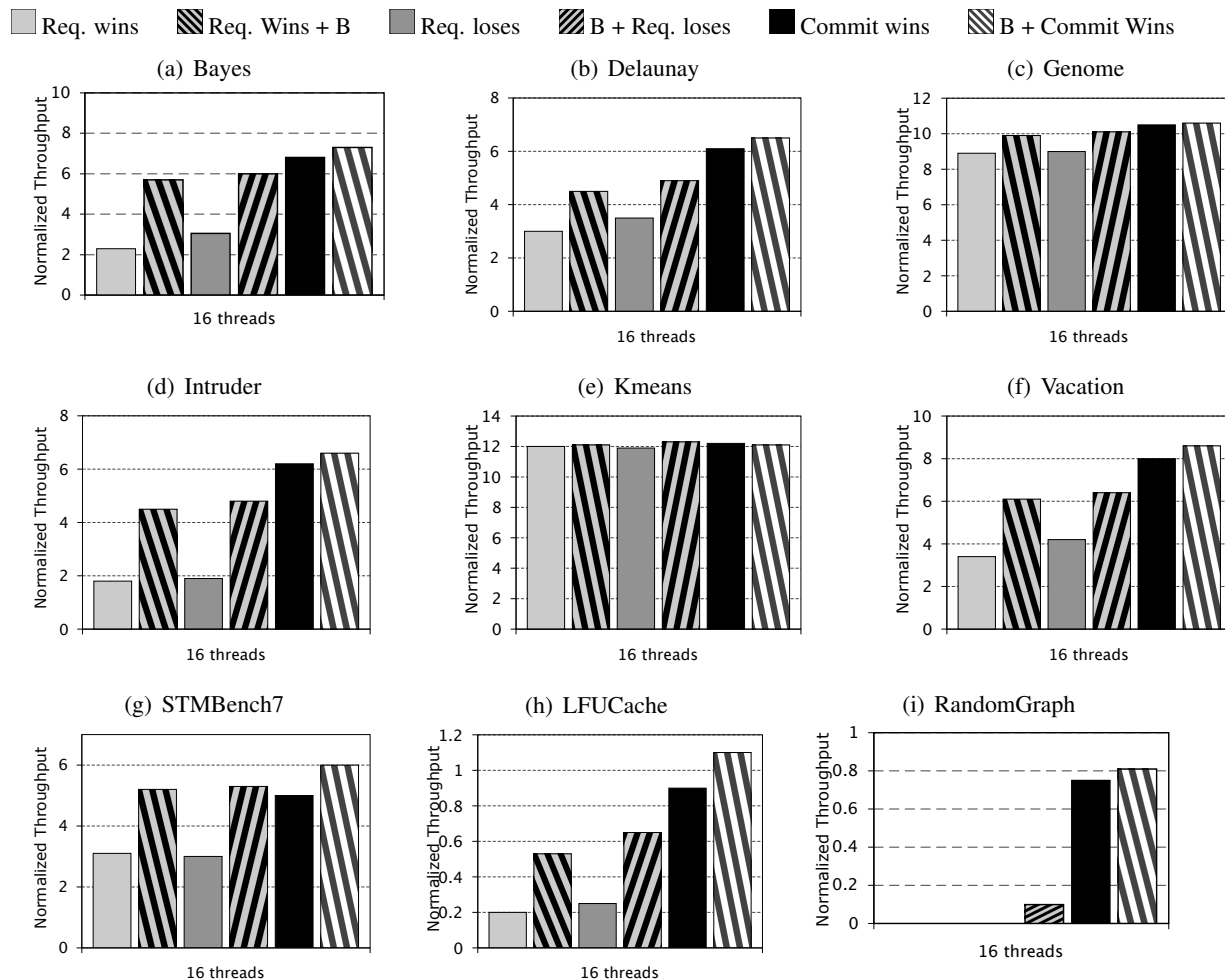 Req. wins Req. Wins + B Req. loses B + Req. loses Commit wins B + Commit Wins
(a) Bayes
Normalized Throughput
10
8
6
4
2
0
16 threads
(b) Delaunay
Normalized Throughput
8
6
4
2
0
16 threads
(c) Genome
Normalized Throughput
12
10
8
6
4
2
0
16 threads
(d) Intruder
Normalized Throughput
8
6
4
2
0
16 threads
(e) Kmeans
Normalized Throughput
14
12
10
8
6
4
2
0
16 threads
(f) Vacation
Normalized Throughput
10
8
6
4
2
0
16 threads
(g) STMBench7
Normalized Throughput
6
4
2
0
16 threads
(h) LFUCache
Normalized Throughput
1.2
1
0.8
0.6
0.4
0.2
0
16 threads
(i) RandomGraph
Normalized Throughput
1
0.8
0.6
0.4
0.2
0
16 threads